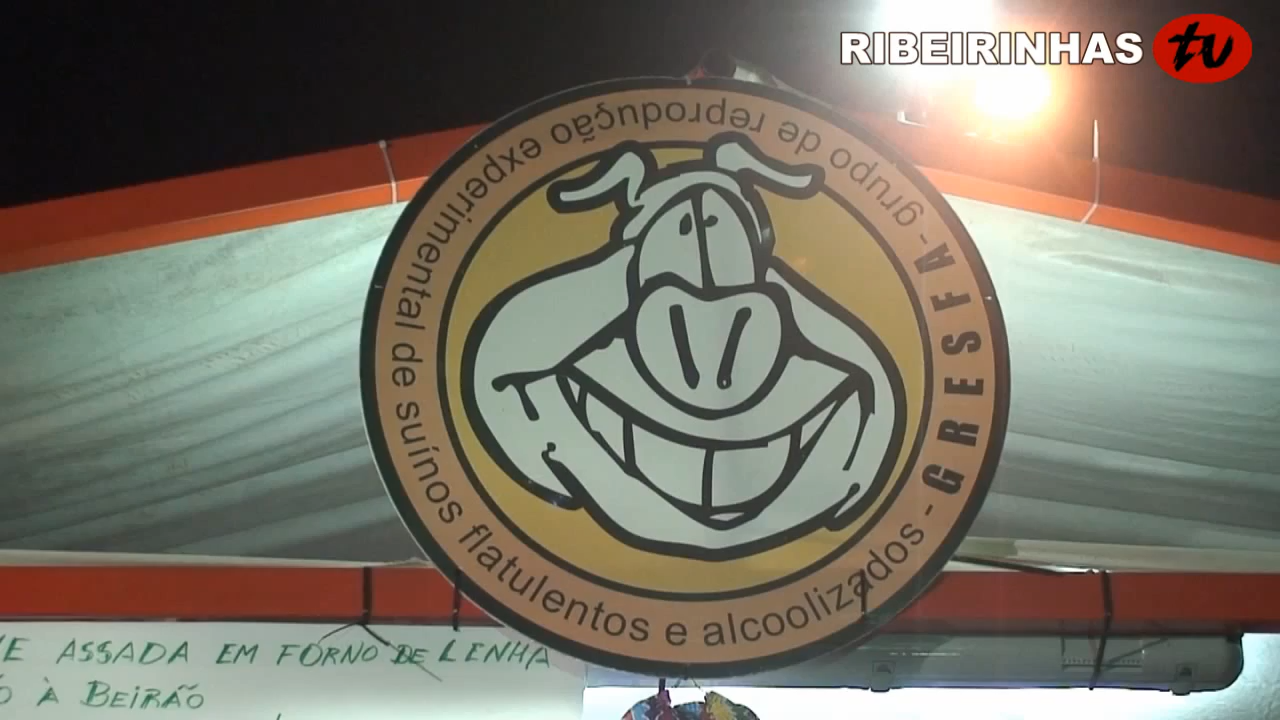 RIBEIRINHAS tv
GRESFA - grupo de reprodução experimental de suínos flatulentos e alcoolizados -
ASSADA EM FORNO DE LENHA
À BEIRÃO